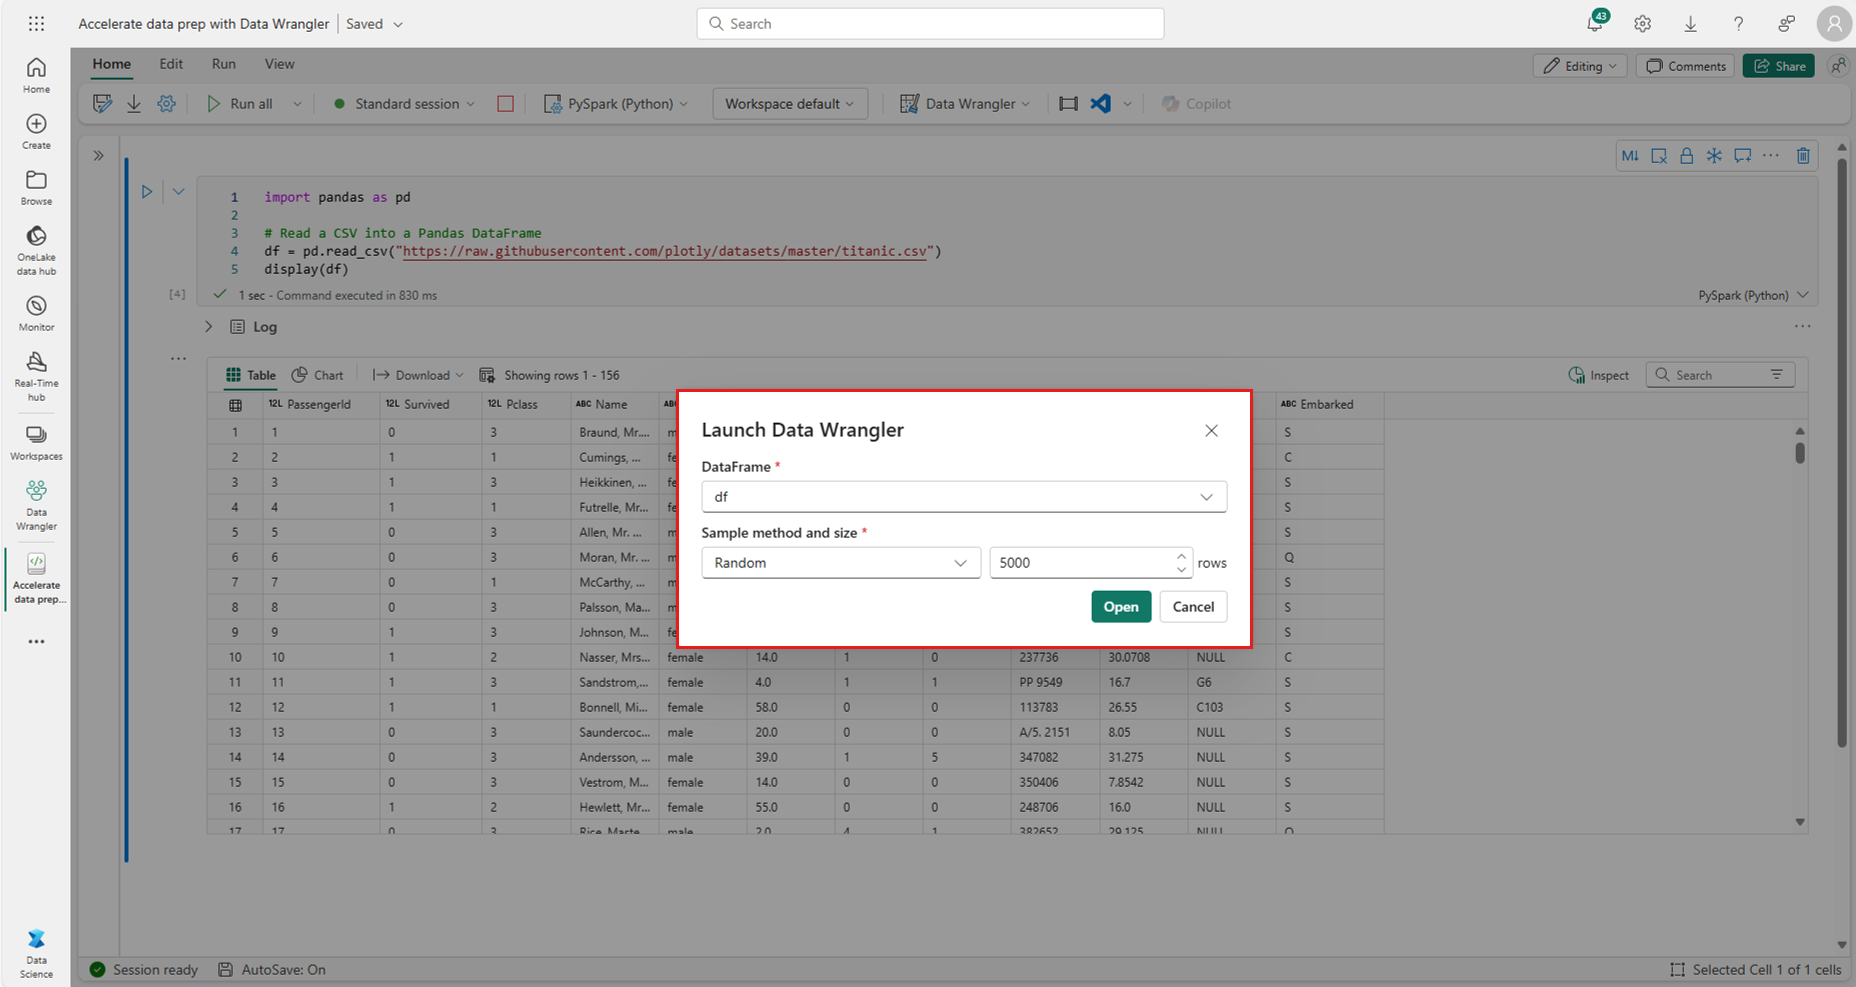 Accelerate data prep with Data Wrangler | Saved
Search
43
Home
Edit
Run
View
Editing
Comments
Share
Run all
Standard session
PySpark (Python)
Workspace default
Data Wrangler
Copilot
Home
Create
Browse
OneLake
data hub
Monitor
Real-Time
hub
Workspaces
Data
Wrangler
Accelerate
data prep...
Data
Science
M↓
1 import pandas as pd
2
3 # Read a CSV into a Pandas DataFrame
4 df = pd.read_csv("https://raw.githubusercontent.com/plotly/datasets/master/titanic.csv")
5 display(df)
[4] 1 sec - Command executed in 830 ms
PySpark (Python)
Log
Table
Chart
Download
Showing rows 1 - 156
Inspect
Search
12L PassengerId 12L Survived 12L Pclass ABC Name ABC Embarked
1 1 0 3 Braund, Mr.... S
2 2 1 1 Cumings, ... C
3 3 1 3 Heikkinen, ... S
4 4 1 1 Futrelle, Mr... S
5 5 0 3 Allen, Mr. ... S
6 6 0 3 Moran, Mr. ... Q
7 7 0 1 McCarthy, ... S
8 8 0 3 Palsson, Ma... S
9 9 1 3 Johnson, M... S
10 10 1 2 Nasser, Mrs... female 14.0 1 0 237736 30.0708 NULL C
11 11 1 3 Sandstrom,... female 4.0 1 1 PP 9549 16.7 G6 S
12 12 1 1 Bonnell, Mi... female 58.0 0 0 113783 26.55 C103 S
13 13 0 3 Saundercoc... male 20.0 0 0 A/5. 2151 8.05 NULL S
14 14 0 3 Andersson, ... male 39.0 1 5 347082 31.275 NULL S
15 15 0 3 Vestrom, M... female 14.0 0 0 350406 7.8542 NULL S
16 16 1 2 Hewlett, Mr... female 55.0 0 0 248706 16.0 NULL S
17 17 0 3 Rice, Maste... male 2.0 4 1 382652 29.125 NULL Q
Launch Data Wrangler
DataFrame *
df
Sample method and size *
Random
5000
rows
Open
Cancel
Session ready
AutoSave: On
Selected Cell 1 of 1 cells